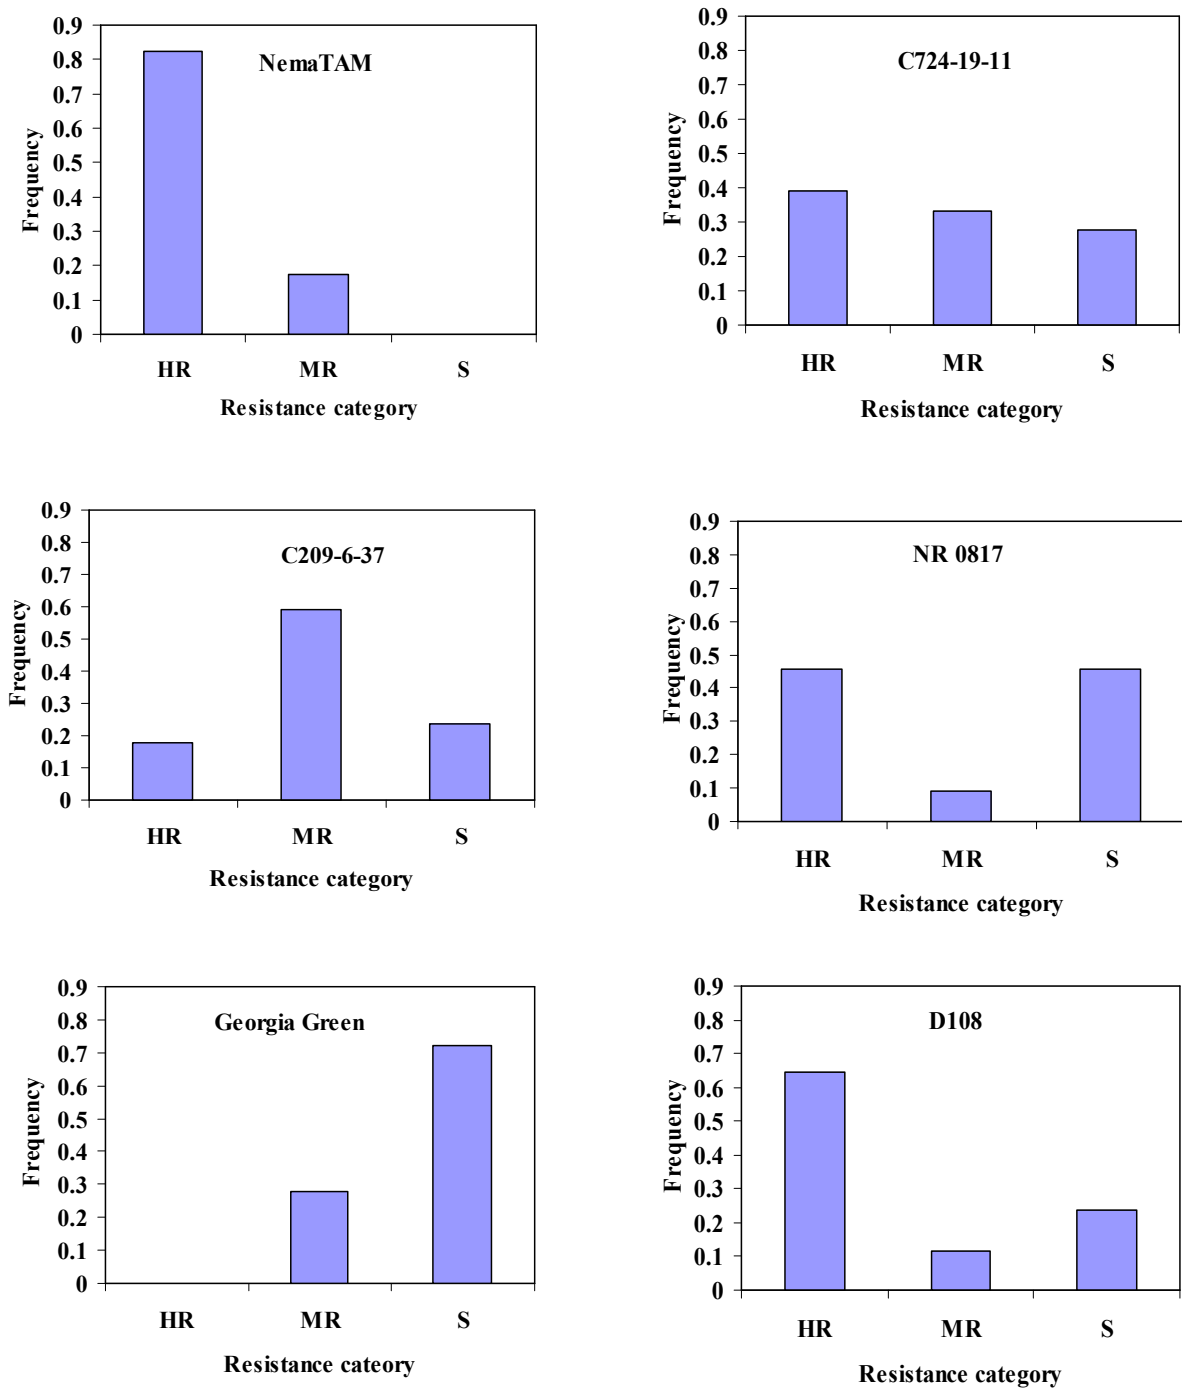 NemaTAM
Frequency
0.9
0.8
0.7
0.6
0.5
0.4
0.3
0.2
0.1
0
HR MR S
Resistance category
C724-19-11
Frequency
0.9
0.8
0.7
0.6
0.5
0.4
0.3
0.2
0.1
0
HR MR S
Resistance category
C209-6-37
Frequency
0.9
0.8
0.7
0.6
0.5
0.4
0.3
0.2
0.1
0
HR MR S
Resistance category
NR 0817
Frequency
0.9
0.8
0.7
0.6
0.5
0.4
0.3
0.2
0.1
0
HR MR S
Resistance category
Georgia Green
Frequency
0.9
0.8
0.7
0.6
0.5
0.4
0.3
0.2
0.1
0
HR MR S
Resistance cateory
D108
Frequency
0.9
0.8
0.7
0.6
0.5
0.4
0.3
0.2
0.1
0
HR MR S
Resistance category